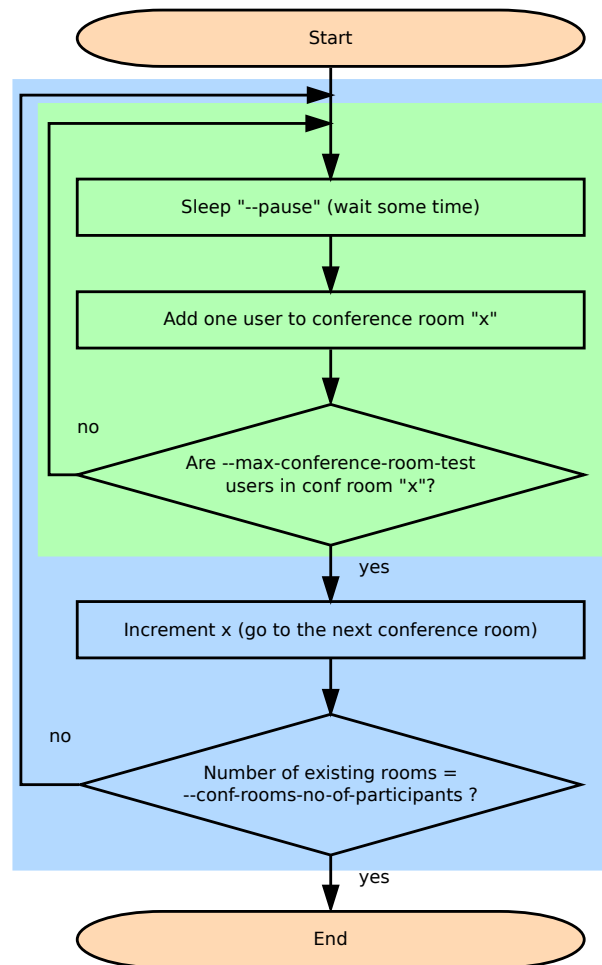 Start
Sleep "--pause" (wait some time)
Add one user to conference room "x"
no
Are --max-conference-room-test
users in conf room "x"?
yes
Increment x (go to the next conference room)
no
Number of existing rooms =
--conf-rooms-no-of-participants ?
yes
End